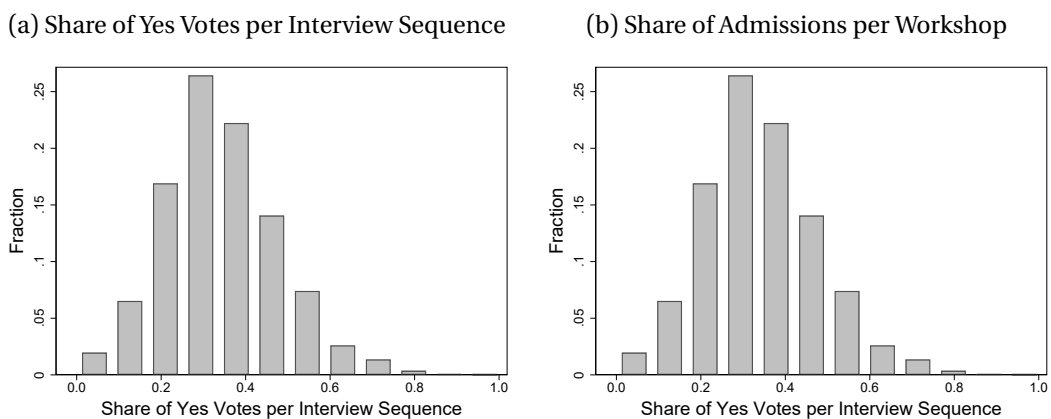 (a) Share of Yes Votes per Interview Sequence
(b) Share of Admissions per Workshop
Fraction
.25
.2
.15
.1
.05
0
0.0 0.2 0.4 0.6 0.8 1.0
Share of Yes Votes per Interview Sequence
Fraction
.25
.2
.15
.1
.05
0
0.0 0.2 0.4 0.6 0.8 1.0
Share of Yes Votes per Interview Sequence